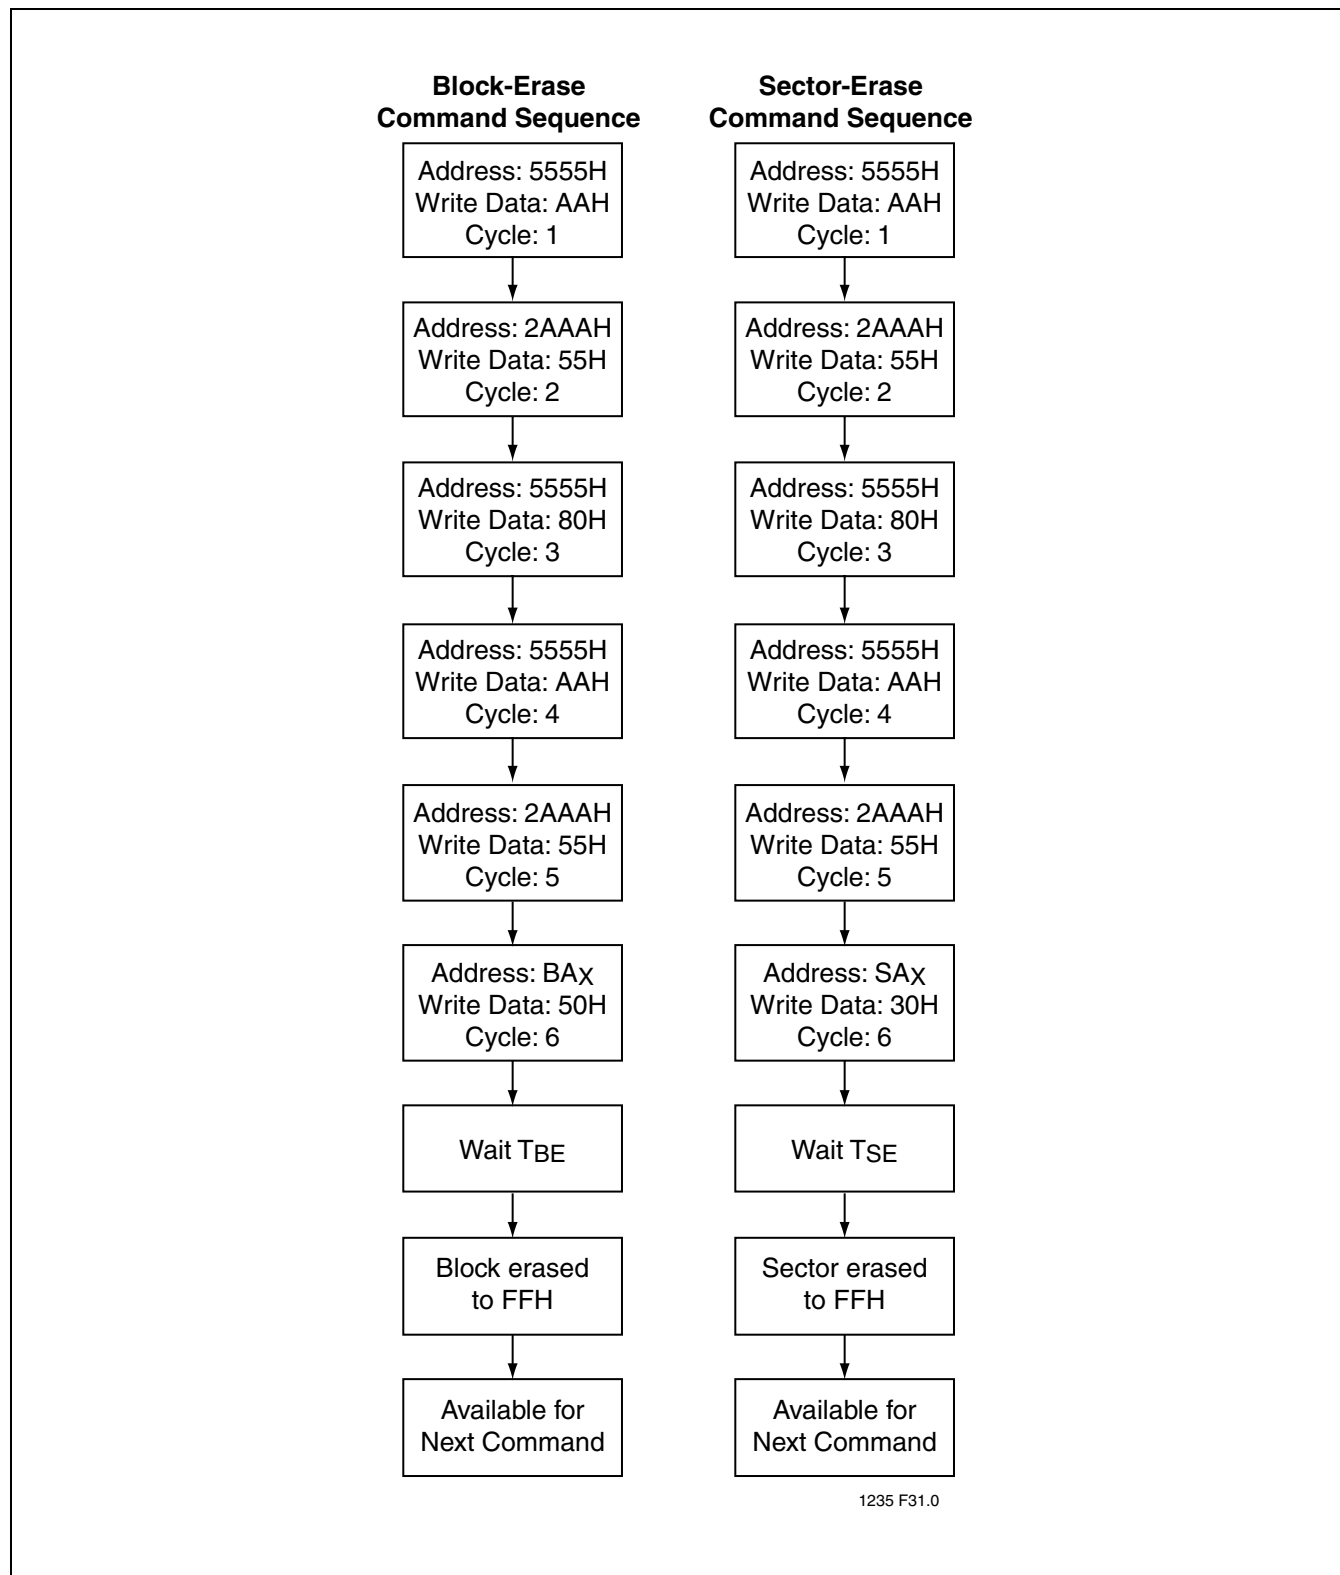 Block-Erase
Command Sequence
Address: 5555H
Write Data: AAH
Cycle: 1
Address: 2AAAH
Write Data: 55H
Cycle: 2
Address: 5555H
Write Data: 80H
Cycle: 3
Address: 5555H
Write Data: AAH
Cycle: 4
Address: 2AAAH
Write Data: 55H
Cycle: 5
Address: BAX
Write Data: 50H
Cycle: 6
Wait TBE
Block erased
to FFH
Available for
Next Command
Sector-Erase
Command Sequence
Address: 5555H
Write Data: AAH
Cycle: 1
Address: 2AAAH
Write Data: 55H
Cycle: 2
Address: 5555H
Write Data: 80H
Cycle: 3
Address: 5555H
Write Data: AAH
Cycle: 4
Address: 2AAAH
Write Data: 55H
Cycle: 5
Address: SAX
Write Data: 30H
Cycle: 6
Wait TSE
Sector erased
to FFH
Available for
Next Command
1235 F31.0